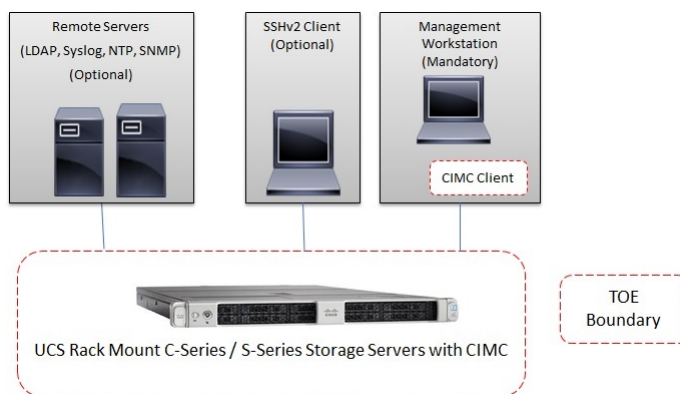 Remote Servers
(LDAP, Syslog, NTP, SNMP)
(Optional)
SSHv2 Client
(Optional)
Management
Workstation
(Mandatory)
CIMC Client
UCS Rack Mount C-Series / S-Series Storage Servers with CIMC
TOE
Boundary